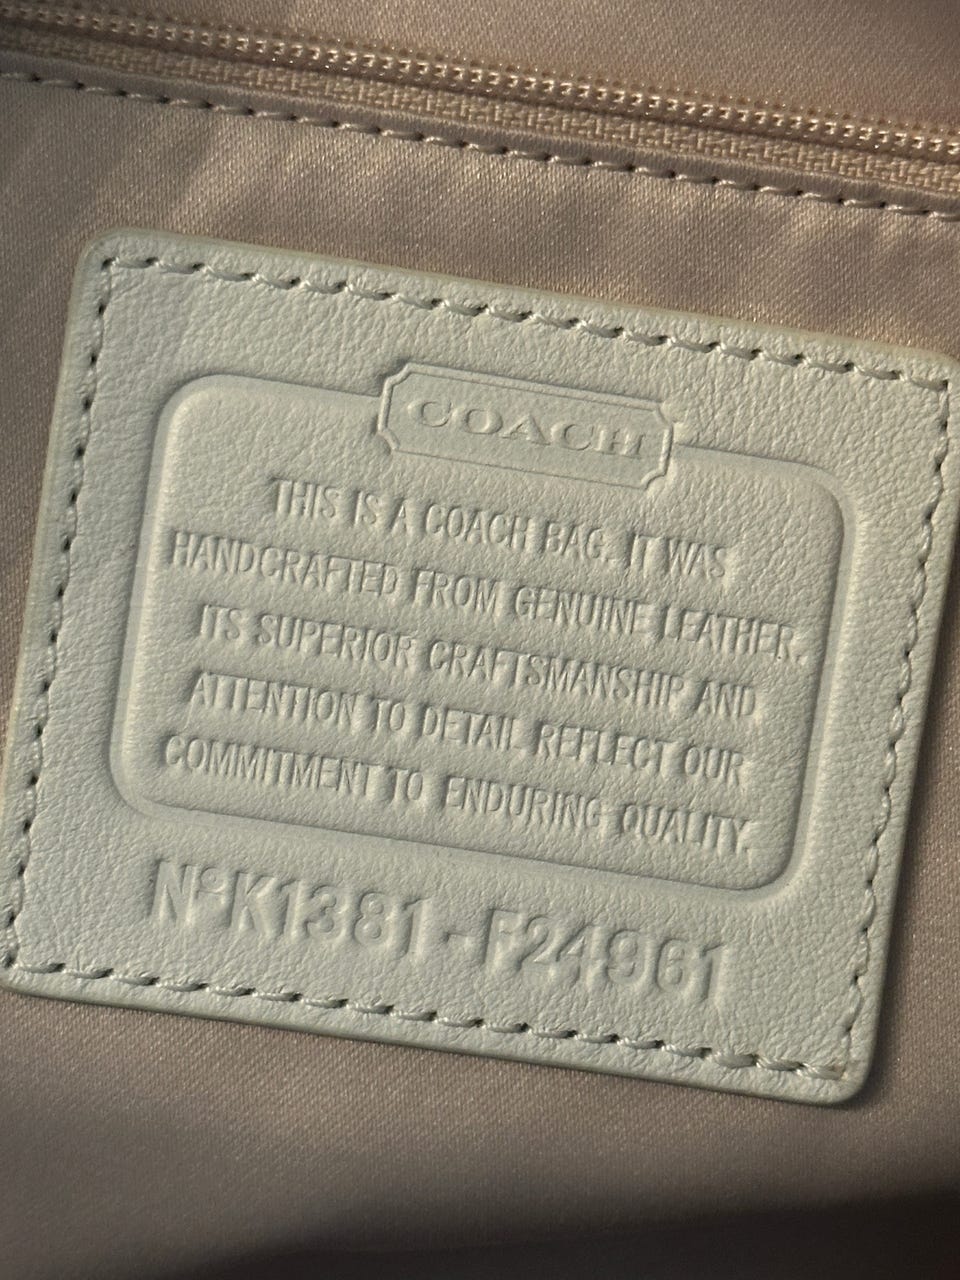 COACH
THIS IS A COACH BAG. IT WAS
HANDCRAFTED FROM GENUINE LEATHER.
ITS SUPERIOR CRAFTSMANSHIP AND
ATTENTION TO DETAIL REFLECT OUR
COMMITMENT TO ENDURING QUALITY.
Nº K1381-F24961